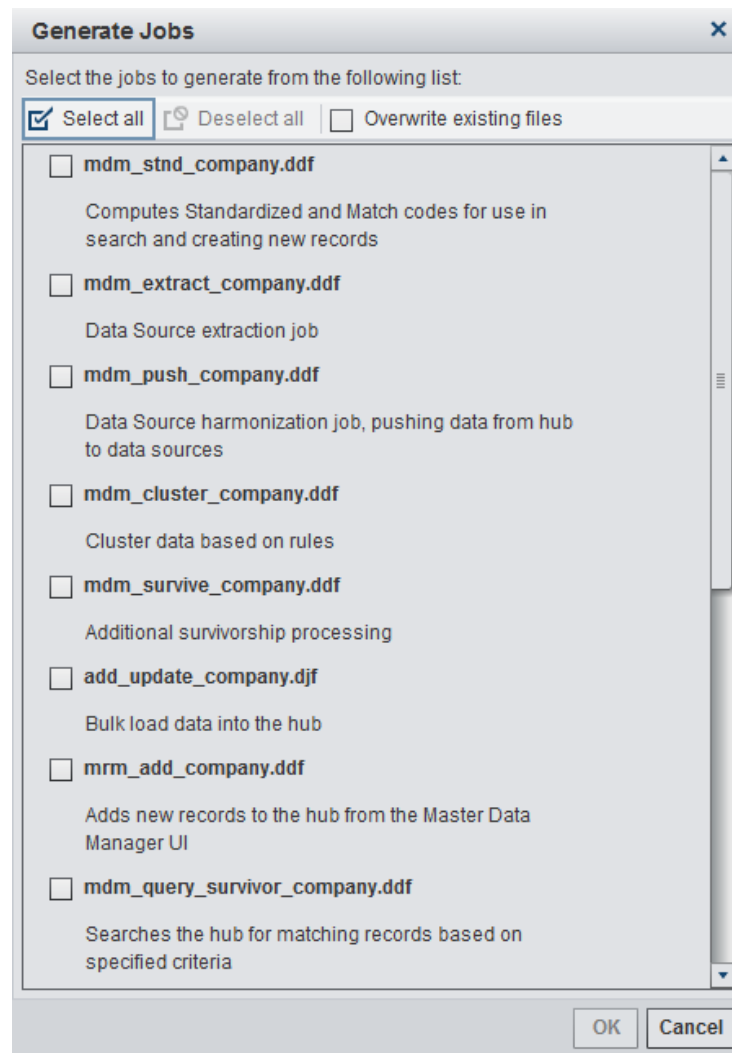 Generate Jobs
Select the jobs to generate from the following list:
Select all Deselect all Overwrite existing files
mdm_stnd_company.ddf
Computes Standardized and Match codes for use in
search and creating new records
mdm_extract_company.ddf
Data Source extraction job
mdm_push_company.ddf
Data Source harmonization job, pushing data from hub
to data sources
mdm_cluster_company.ddf
Cluster data based on rules
mdm_survive_company.ddf
Additional survivorship processing
add_update_company.djf
Bulk load data into the hub
mrm_add_company.ddf
Adds new records to the hub from the Master Data
Manager UI
mdm_query_survivor_company.ddf
Searches the hub for matching records based on
specified criteria
OK Cancel